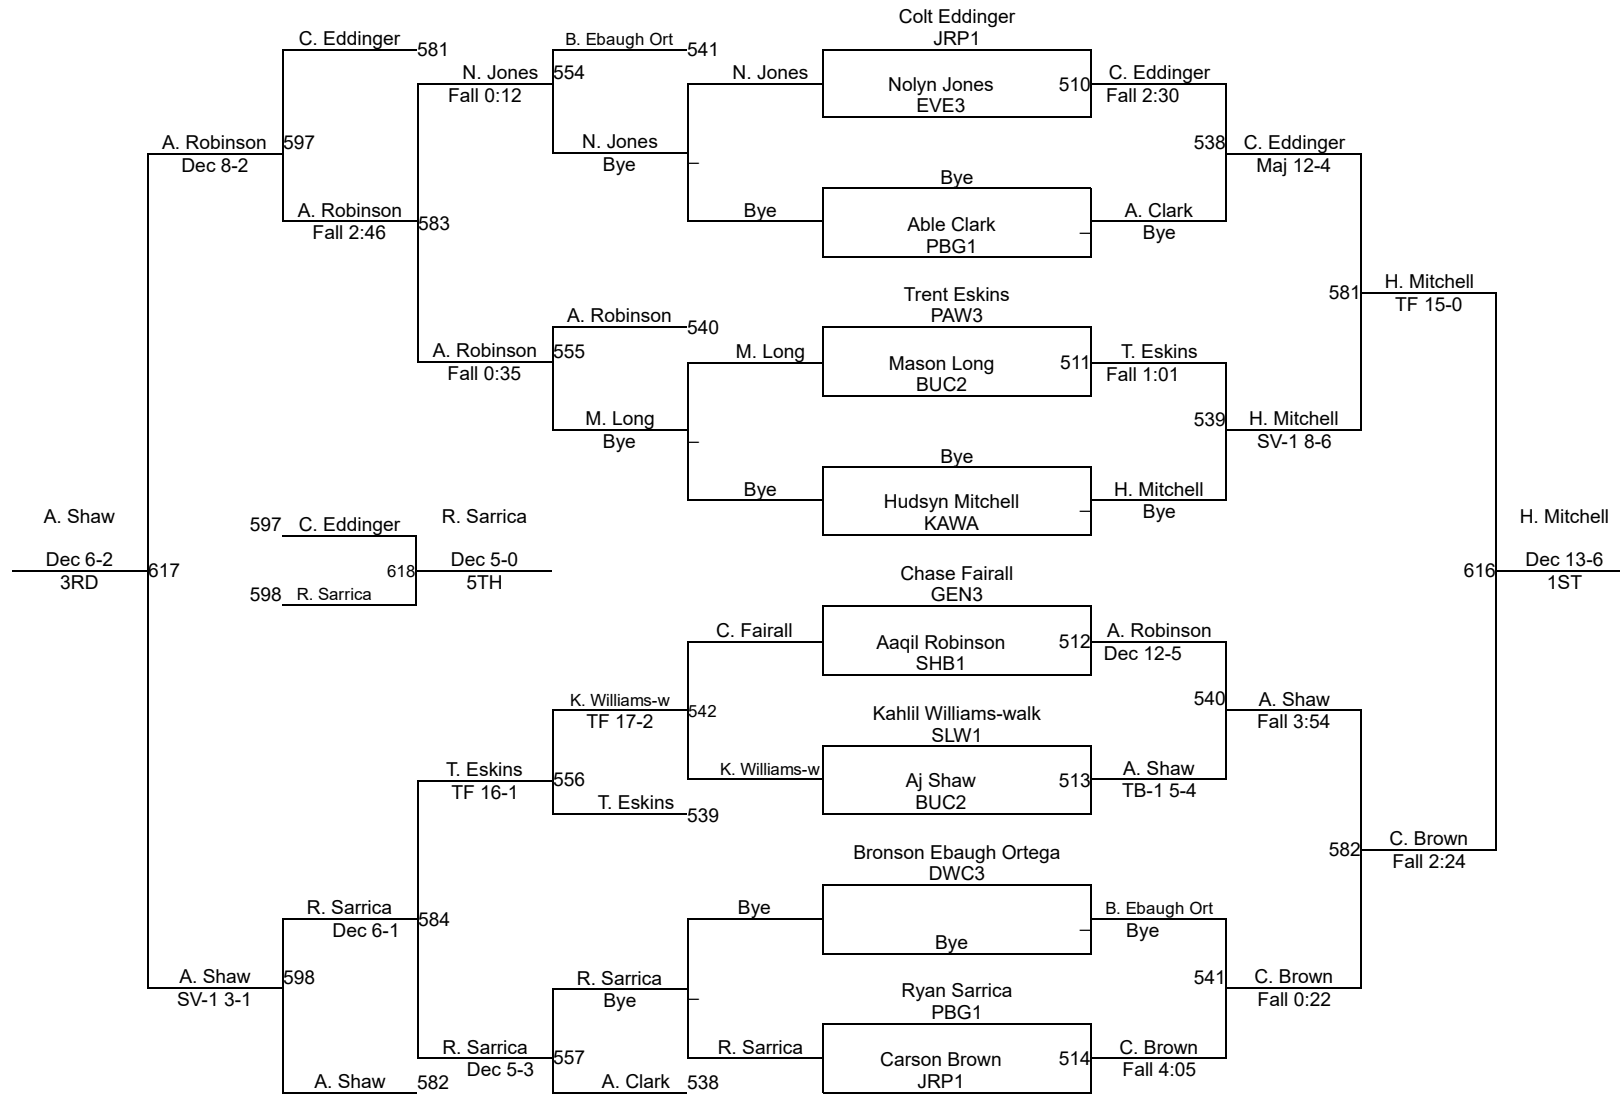 Colt Eddinger
JRP1
C. Eddinger
581
B. Ebaugh Ort
541
N. Jones
Fall 0:12
554
N. Jones
Nolyn Jones
EVE3
510
C. Eddinger
Fall 2:30
A. Robinson
Dec 8-2
597
N. Jones
Bye
538
C. Eddinger
Maj 12-4
Bye
A. Robinson
Fall 2:46
583
Bye
Able Clark
PBG1
A. Clark
Bye
Trent Eskins
PAW3
581
H. Mitchell
TF 15-0
A. Robinson
540
A. Robinson
Fall 0:35
555
M. Long
Mason Long
BUC2
511
T. Eskins
Fall 1:01
M. Long
Bye
539
H. Mitchell
SV-1 8-6
Bye
Bye
Hudsyn Mitchell
KAWA
H. Mitchell
Bye
A. Shaw
597
C. Eddinger
R. Sarrica
H. Mitchell
Dec 6-2
3RD
617
618
Dec 5-0
5TH
616
Dec 13-6
1ST
598
R. Sarrica
Chase Fairall
GEN3
C. Fairall
Aaqil Robinson
SHB1
512
A. Robinson
Dec 12-5
K. Williams-w
TF 17-2
542
540
A. Shaw
Fall 3:54
Kahlil Williams-walk
SLW1
T. Eskins
TF 16-1
556
K. Williams-w
Aj Shaw
BUC2
513
A. Shaw
TB-1 5-4
T. Eskins
539
582
C. Brown
Fall 2:24
Bronson Ebaugh Ortega
DWC3
R. Sarrica
Dec 6-1
584
Bye
Bye
B. Ebaugh Ort
Bye
A. Shaw
SV-1 3-1
598
R. Sarrica
Bye
541
C. Brown
Fall 0:22
Ryan Sarrica
PBG1
R. Sarrica
Dec 5-3
557
R. Sarrica
Carson Brown
JRP1
514
C. Brown
Fall 4:05
A. Shaw
582
A. Clark
538